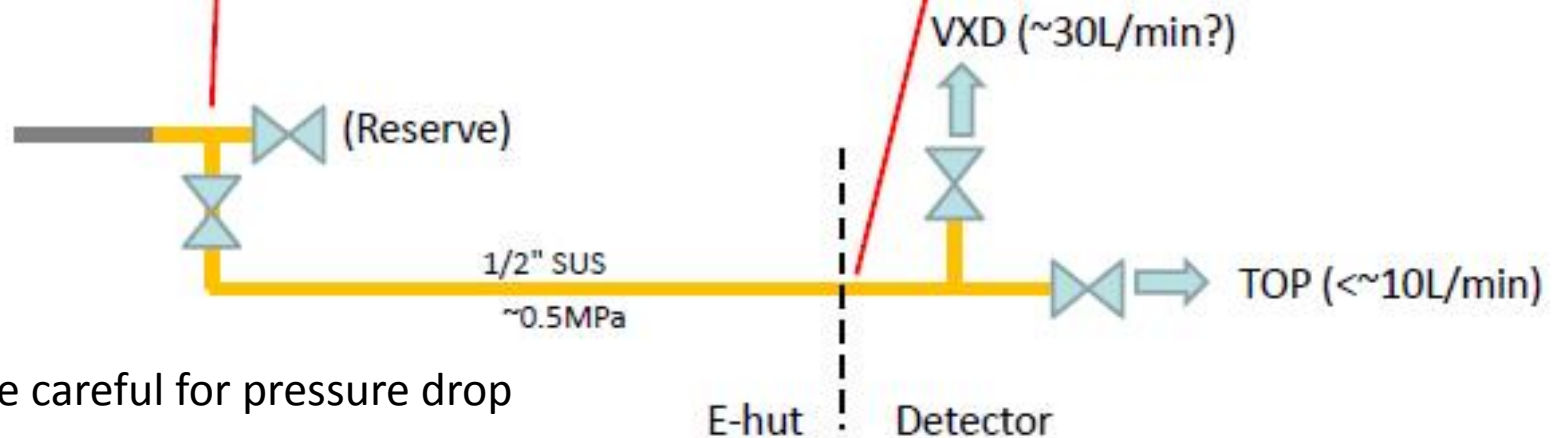 VXD (~30L/min?)
(Reserve)
1/2" SUS
~0.5MPa
TOP (<~10L/min)
careful for pressure drop
E-hut
Detector